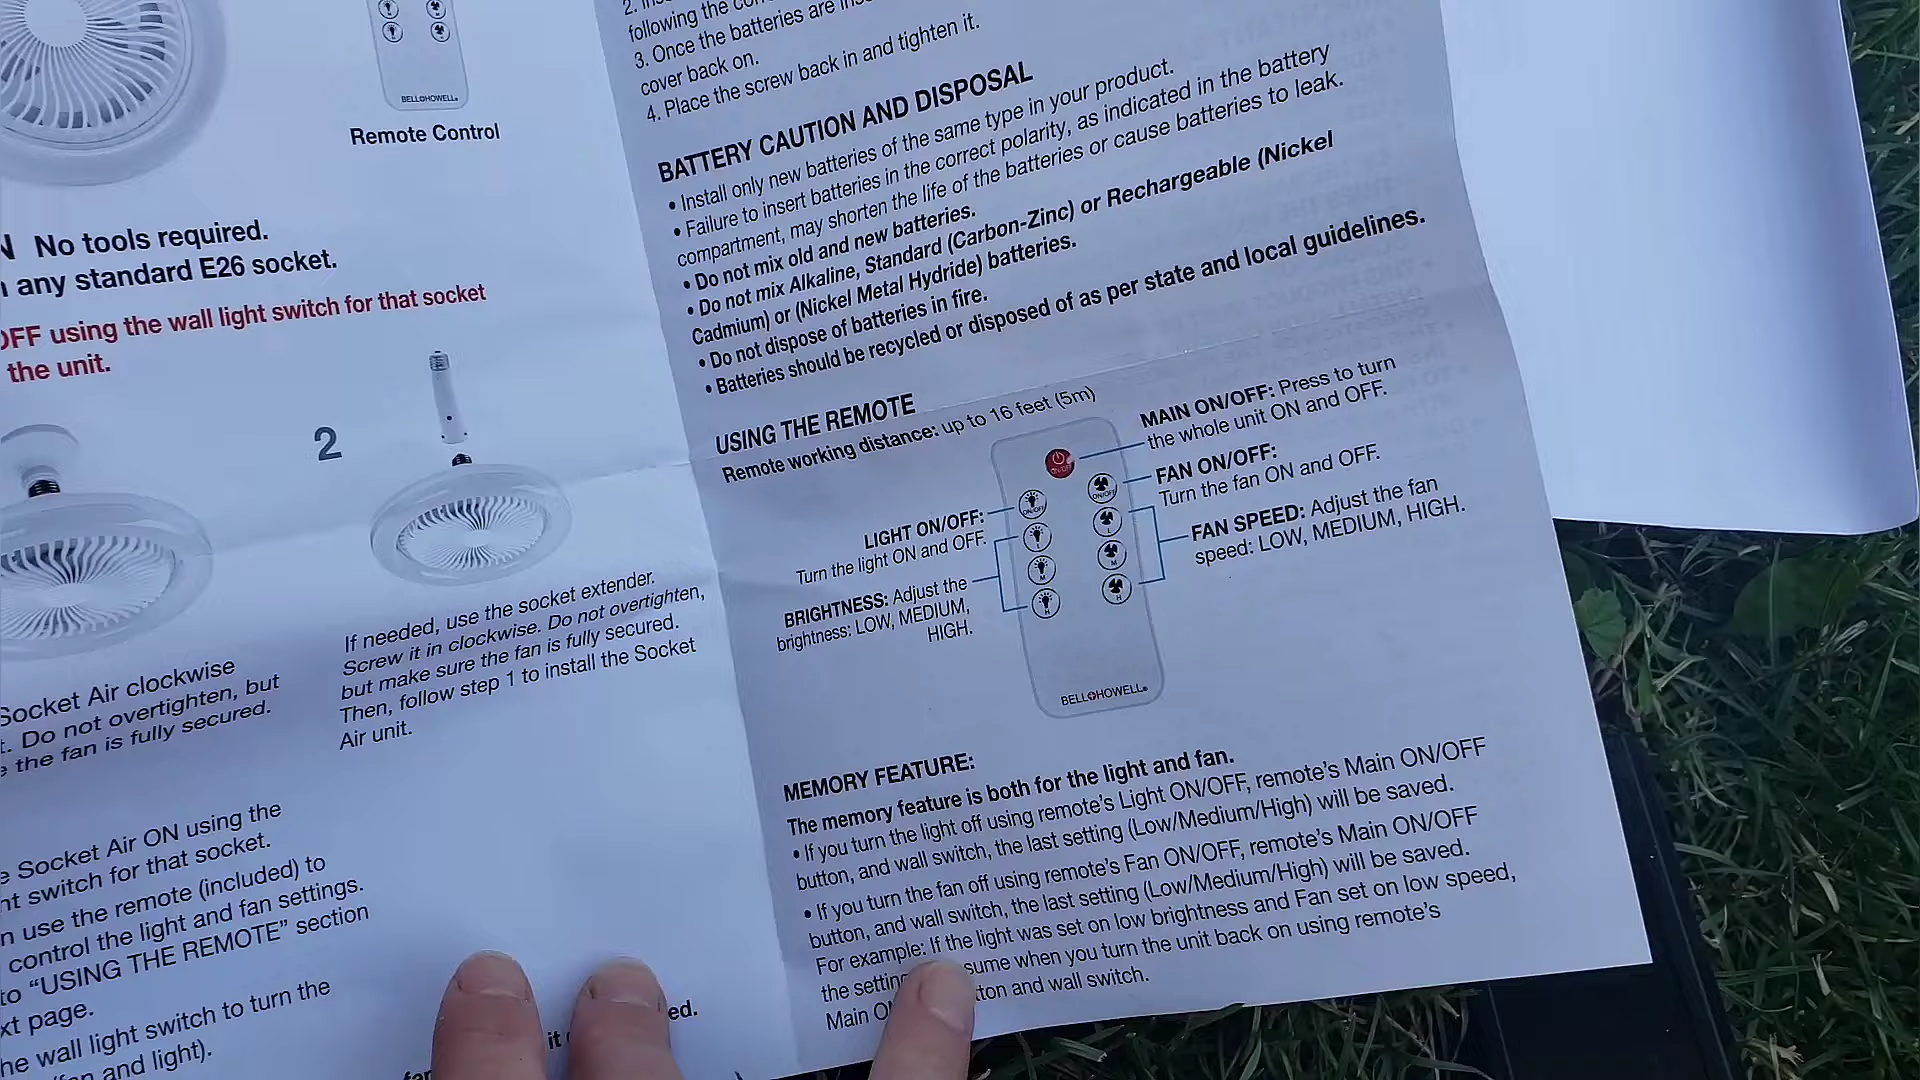 BELL+HOWELL
Remote Control
No tools required.
any standard E26 socket.
OFF using the wall light switch for that socket
the unit.
2
Socket Air clockwise
Do not overtighten, but
the fan is fully secured.
If needed, use the socket extender.
Screw it in clockwise. Do not overtighten,
but make sure the fan is fully secured.
Then, follow step 1 to install the Socket
Air unit.
Socket Air ON using the
switch for that socket.
use the remote (included) to
control the light and fan settings.
to “USING THE REMOTE” section
page.
wall light switch to turn the
and light).
it
ed.
2.
following the
3. Once the batteries are
cover back on.
4. Place the screw back in and tighten it.
BATTERY CAUTION AND DISPOSAL
• Install only new batteries of the same type in your product.
• Failure to insert batteries in the correct polarity, as indicated in the battery
compartment, may shorten the life of the batteries or cause batteries to leak.
• Do not mix old and new batteries.
• Do not mix Alkaline, Standard (Carbon-Zinc) or Rechargeable (Nickel
Cadmium) or (Nickel Metal Hydride) batteries.
• Do not dispose of batteries in fire.
• Batteries should be recycled or disposed of as per state and local guidelines.
USING THE REMOTE
Remote working distance: up to 16 feet (5m)
MAIN ON/OFF: Press to turn
the whole unit ON and OFF.
FAN ON/OFF:
Turn the fan ON and OFF.
FAN SPEED: Adjust the fan
speed: LOW, MEDIUM, HIGH.
LIGHT ON/OFF:
Turn the light ON and OFF.
BRIGHTNESS: Adjust the
brightness: LOW, MEDIUM,
HIGH.
ON/OFF
ON/OFF
ON/OFF
L
L
M
M
H
H
BELL+HOWELL
MEMORY FEATURE:
The memory feature is both for the light and fan.
• If you turn the light off using remote’s Light ON/OFF, remote’s Main ON/OFF
button, and wall switch, the last setting (Low/Medium/High) will be saved.
• If you turn the fan off using remote’s Fan ON/OFF, remote’s Main ON/OFF
button, and wall switch, the last setting (Low/Medium/High) will be saved.
For example: If the light was set on low brightness and Fan set on low speed,
the setting sume when you turn the unit back on using remote’s
Main tton and wall switch.